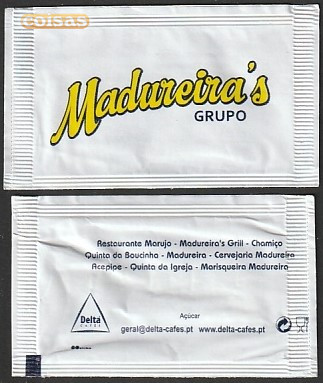 coisas
Madureira's
GRUPO
Restaurante Marujo - Madureira's Grill - Chamiço
Quinta da Boucinha - Madureira - Cervejaria Madureira
Acepipe - Quinta da Igreja - Marisqueira Madureira
Delta
CAFÉS
Açúcar
geral@delta-cafes.pt www.delta-cafes.pt